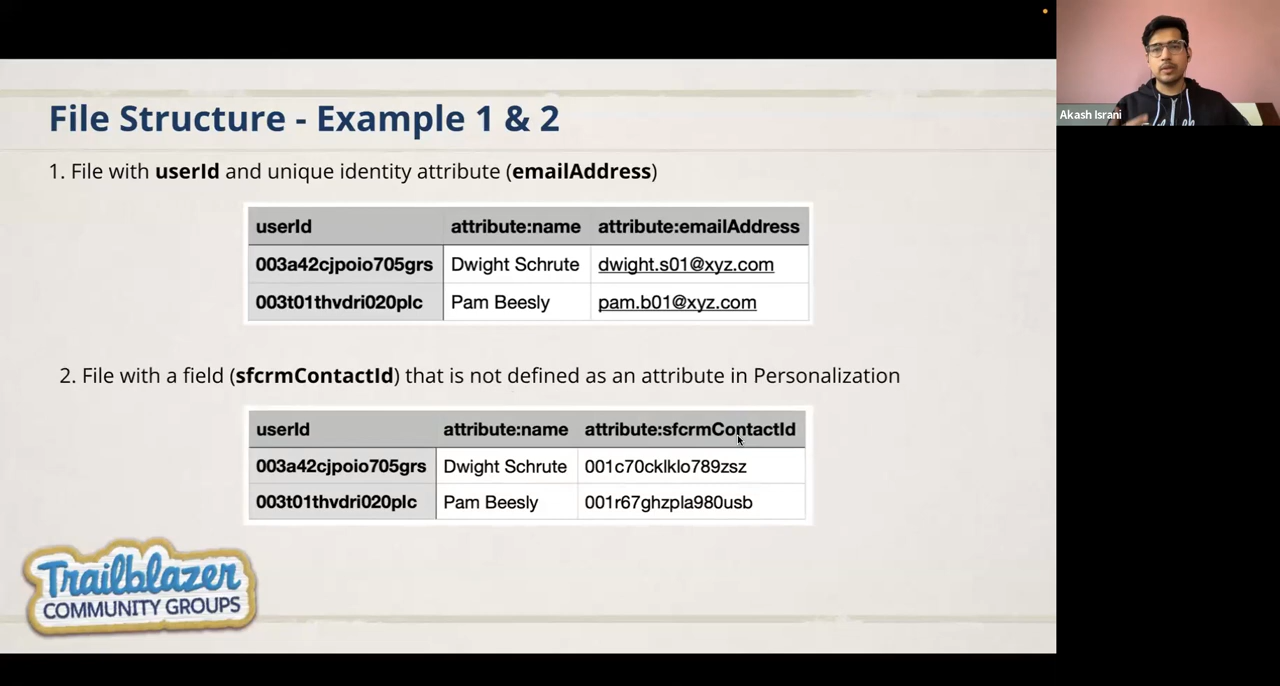 File Structure - Example 1 & 2
1. File with userId and unique identity attribute (emailAddress)
userId attribute:name attribute:emailAddress
003a42cjpoio705grs Dwight Schrute dwight.s01@xyz.com
003t01thvdri020plc Pam Beesly pam.b01@xyz.com
2. File with a field (sfcrmContactId) that is not defined as an attribute in Personalization
userId attribute:name attribute:sfcrmContactId
003a42cjpoio705grs Dwight Schrute 001c70cklklo789zsz
003t01thvdri020plc Pam Beesly 001r67ghzpla980usb
Trailblazer
COMMUNITY GROUPS
Akash Israni